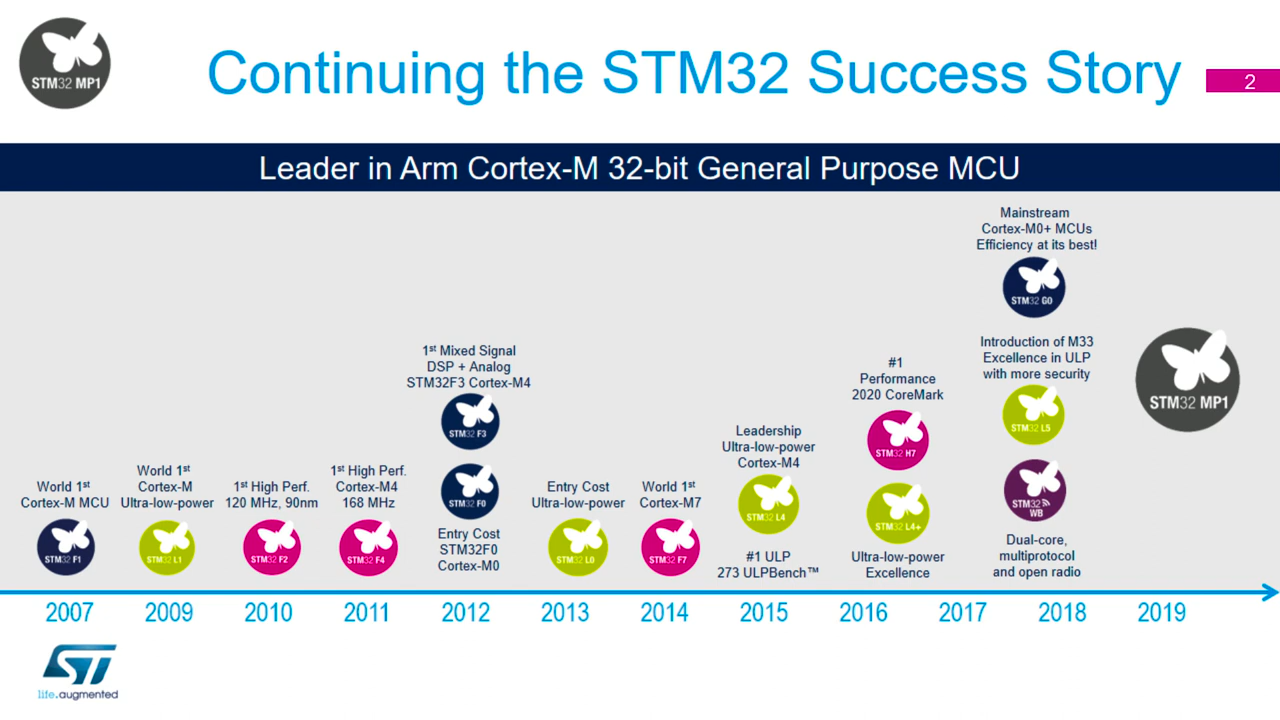 STM32 MP1
Continuing the STM32 Success Story
2
Leader in Arm Cortex-M 32-bit General Purpose MCU
World 1st
Cortex-M MCU
STM32 F1
World 1st
Cortex-M
Ultra-low-power
STM32 L1
1st High Perf.
120 MHz, 90nm
STM32 F2
1st High Perf.
Cortex-M4
168 MHz
STM32 F4
1st Mixed Signal
DSP + Analog
STM32F3 Cortex-M4
STM32 F3
STM32 F0
Entry Cost
STM32F0
Cortex-M0
Entry Cost
Ultra-low-power
STM32 L0
World 1st
Cortex-M7
STM32 F7
Leadership
Ultra-low-power
Cortex-M4
STM32 L4
#1 ULP
273 ULPBench™
#1
Performance
2020 CoreMark
STM32 H7
STM32 L4+
Ultra-low-power
Excellence
Mainstream
Cortex-M0+ MCUs
Efficiency at its best!
STM32 G0
Introduction of M33
Excellence in ULP
with more security
STM32 L5
STM32
WB
Dual-core,
multiprotocol
and open radio
STM32 MP1
2007 2009 2010 2011 2012 2013 2014 2015 2016 2017 2018 2019
ST
life.augmented